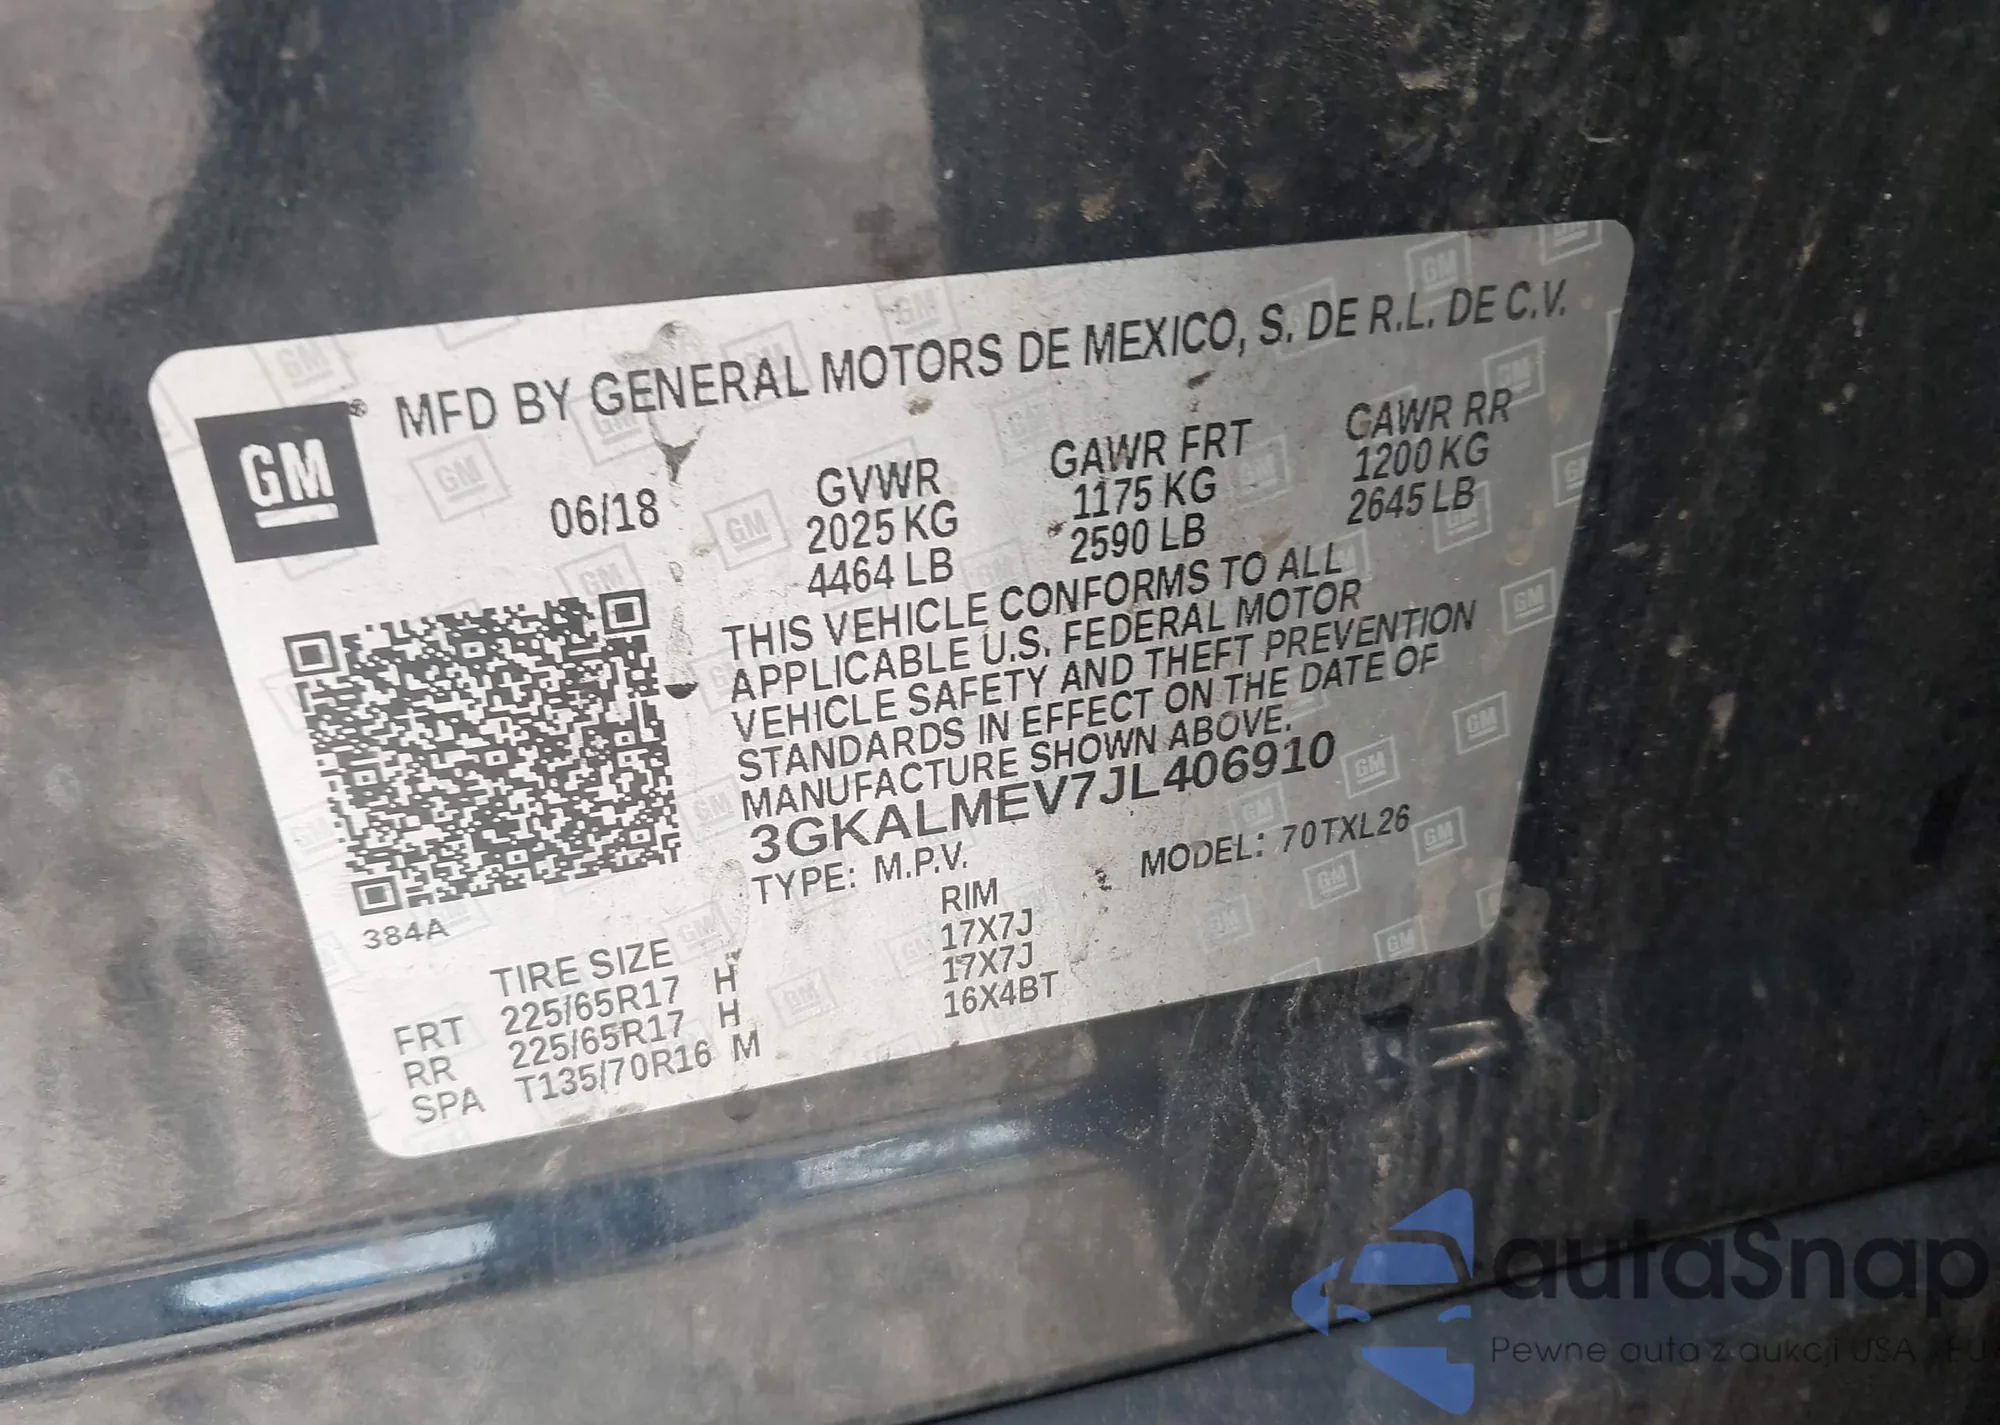 MFD BY GENERAL MOTORS DE MEXICO, S. DE R.L. DE C.V.
GM
06/18
GVWR GAWR FRT GAWR RR
2025 KG 1175 KG 1200 KG
4464 LB 2590 LB 2645 LB
THIS VEHICLE CONFORMS TO ALL
APPLICABLE U.S. FEDERAL MOTOR
VEHICLE SAFETY AND THEFT PREVENTION
STANDARDS IN EFFECT ON THE DATE OF
MANUFACTURE SHOWN ABOVE.
3GKALMEV7JL406910
TYPE: M.P.V. MODEL: 70TXL26
384A
TIRE SIZE RIM
FRT 225/65R17 H 17X7J
RR 225/65R17 H 17X7J
SPA T135/70R16 M 16X4BT
autaSnap
Pewne auta z aukcji USA